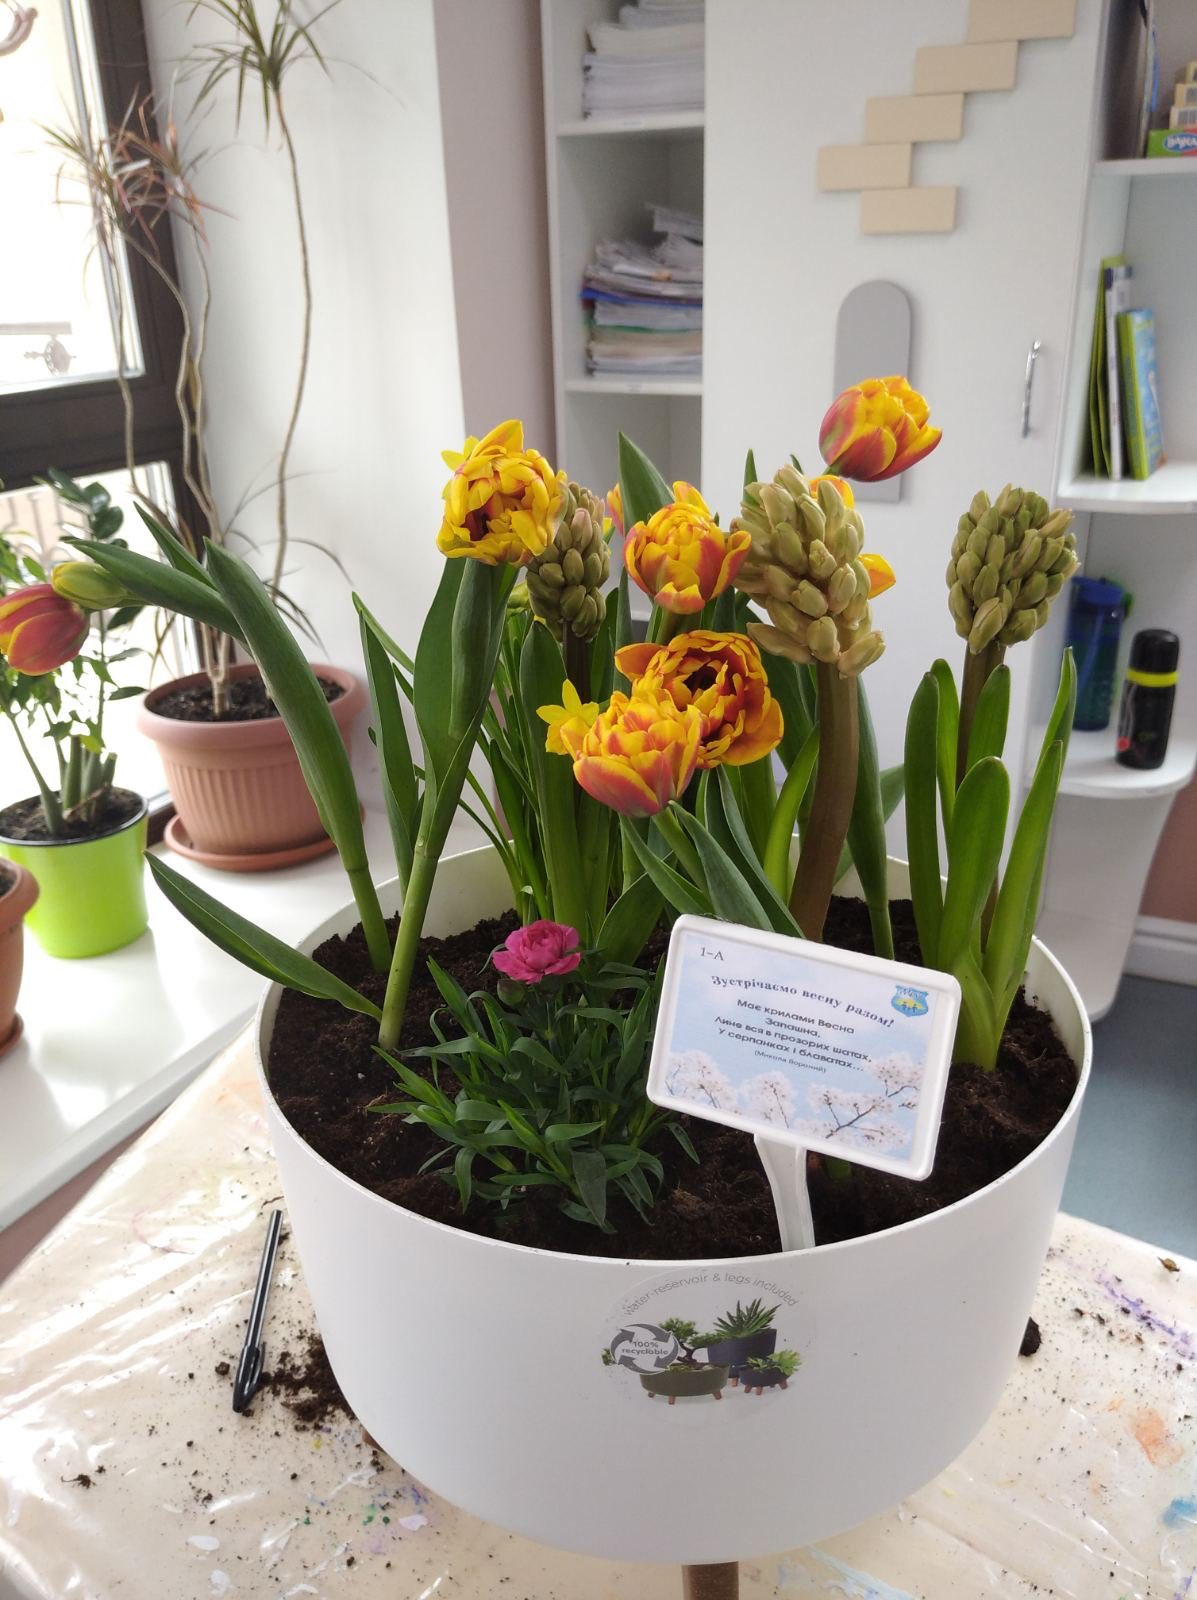 1-А
Зустрічаємо весну разом!
Має крилами Весна
Запашна,
Лине вся в прозорих шатах,
У серпанках і блаватах...
(Микола Вороний)
water-reservoir & legs included
100%
recyclable